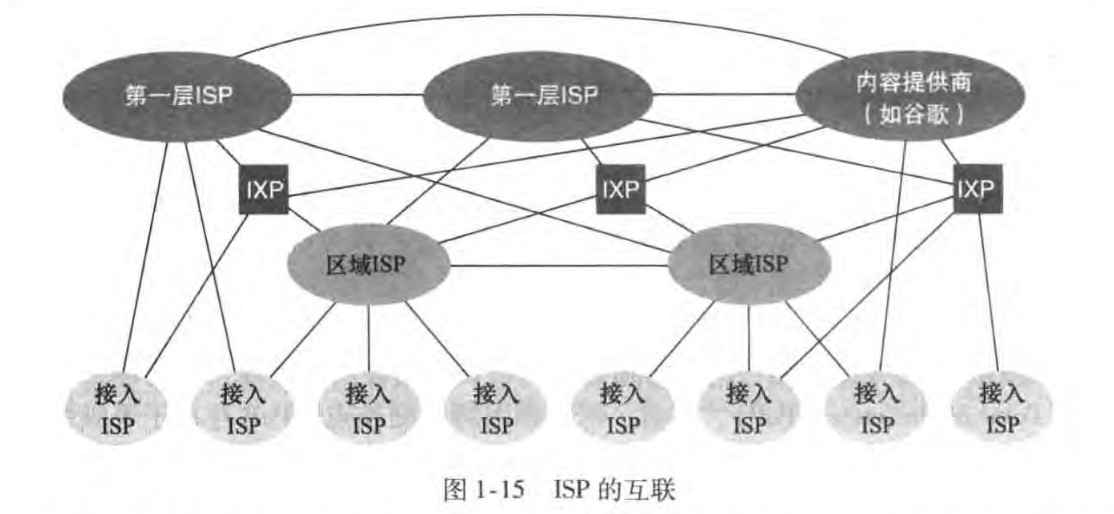 第一层ISP
第一层ISP
内容提供商
(如谷歌)
IXP
IXP
IXP
区域ISP
区域ISP
接入
ISP
接入
ISP
接入
ISP
接入
ISP
接入
ISP
接入
ISP
接入
ISP
接入
ISP
图 1-15 ISP 的互联